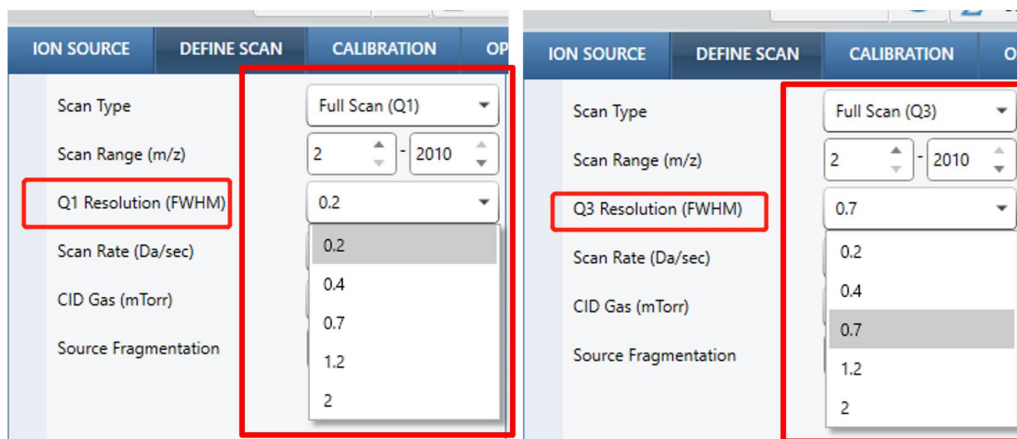 ION SOURCE DEFINE SCAN CALIBRATION OP
Scan Type Full Scan (Q1)
Scan Range (m/z) 2 - 2010
Q1 Resolution (FWHM) 0.2
Scan Rate (Da/sec)
CID Gas (mTorr)
Source Fragmentation
0.2
0.4
0.7
1.2
2
ION SOURCE DEFINE SCAN CALIBRATION O
Scan Type Full Scan (Q3)
Scan Range (m/z) 2 - 2010
Q3 Resolution (FWHM) 0.7
Scan Rate (Da/sec)
CID Gas (mTorr)
Source Fragmentation
0.2
0.4
0.7
1.2
2